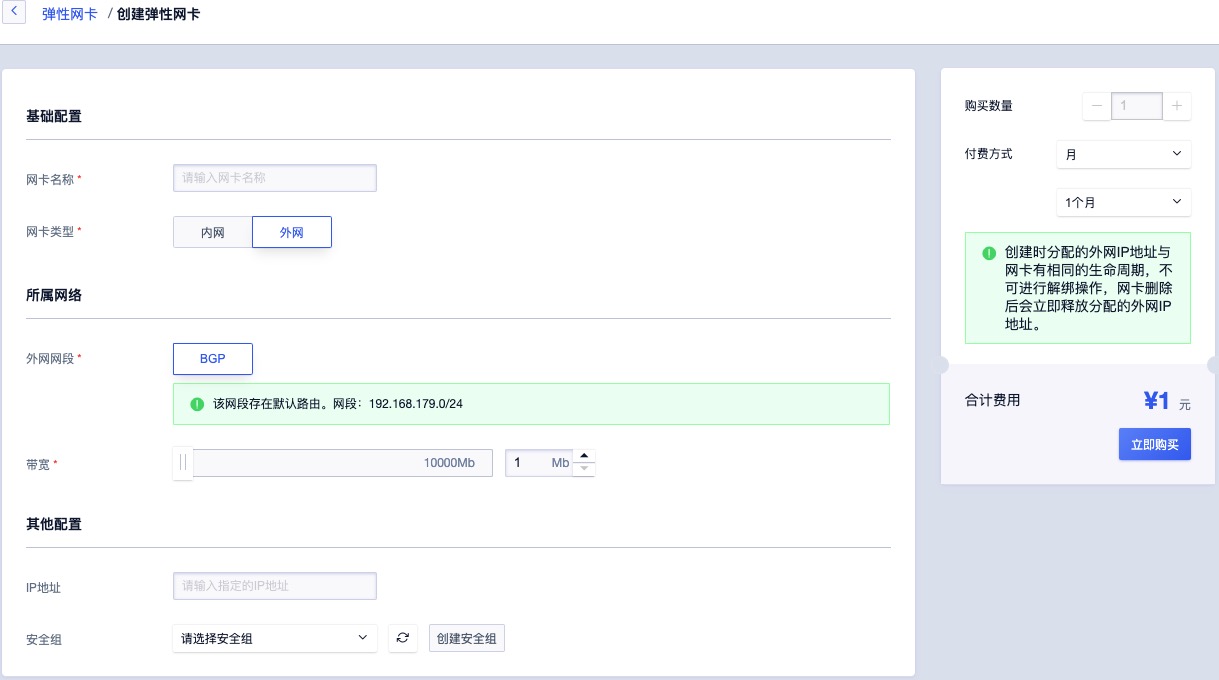 弹性网卡 / 创建弹性网卡
基础配置
网卡名称 *
请输入网卡名称
网卡类型 *
内网
外网
所属网络
外网网段 *
BGP
该网段存在默认路由。网段：192.168.179.0/24
带宽 *
10000Mb
1 Mb
其他配置
IP地址
请输入指定的IP地址
安全组
请选择安全组
创建安全组
购买数量
1
付费方式
月
1个月
创建时分配的外网IP地址与
网卡有相同的生命周期，不
可进行解绑操作，网卡删除
后会立即释放分配的外网IP
地址。
合计费用
¥1 元
立即购买